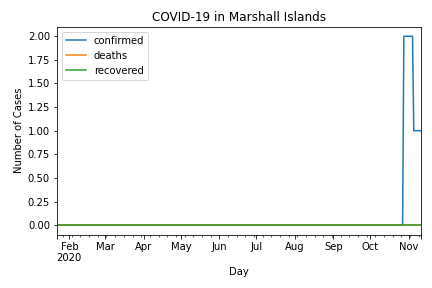 COVID-19 in Marshall Islands
confirmed
deaths
recovered
Number of Cases
2.00
1.75
1.50
1.25
1.00
0.75
0.50
0.25
0.00
Feb Mar Apr May Jun Jul Aug Sep Oct Nov
2020
Day